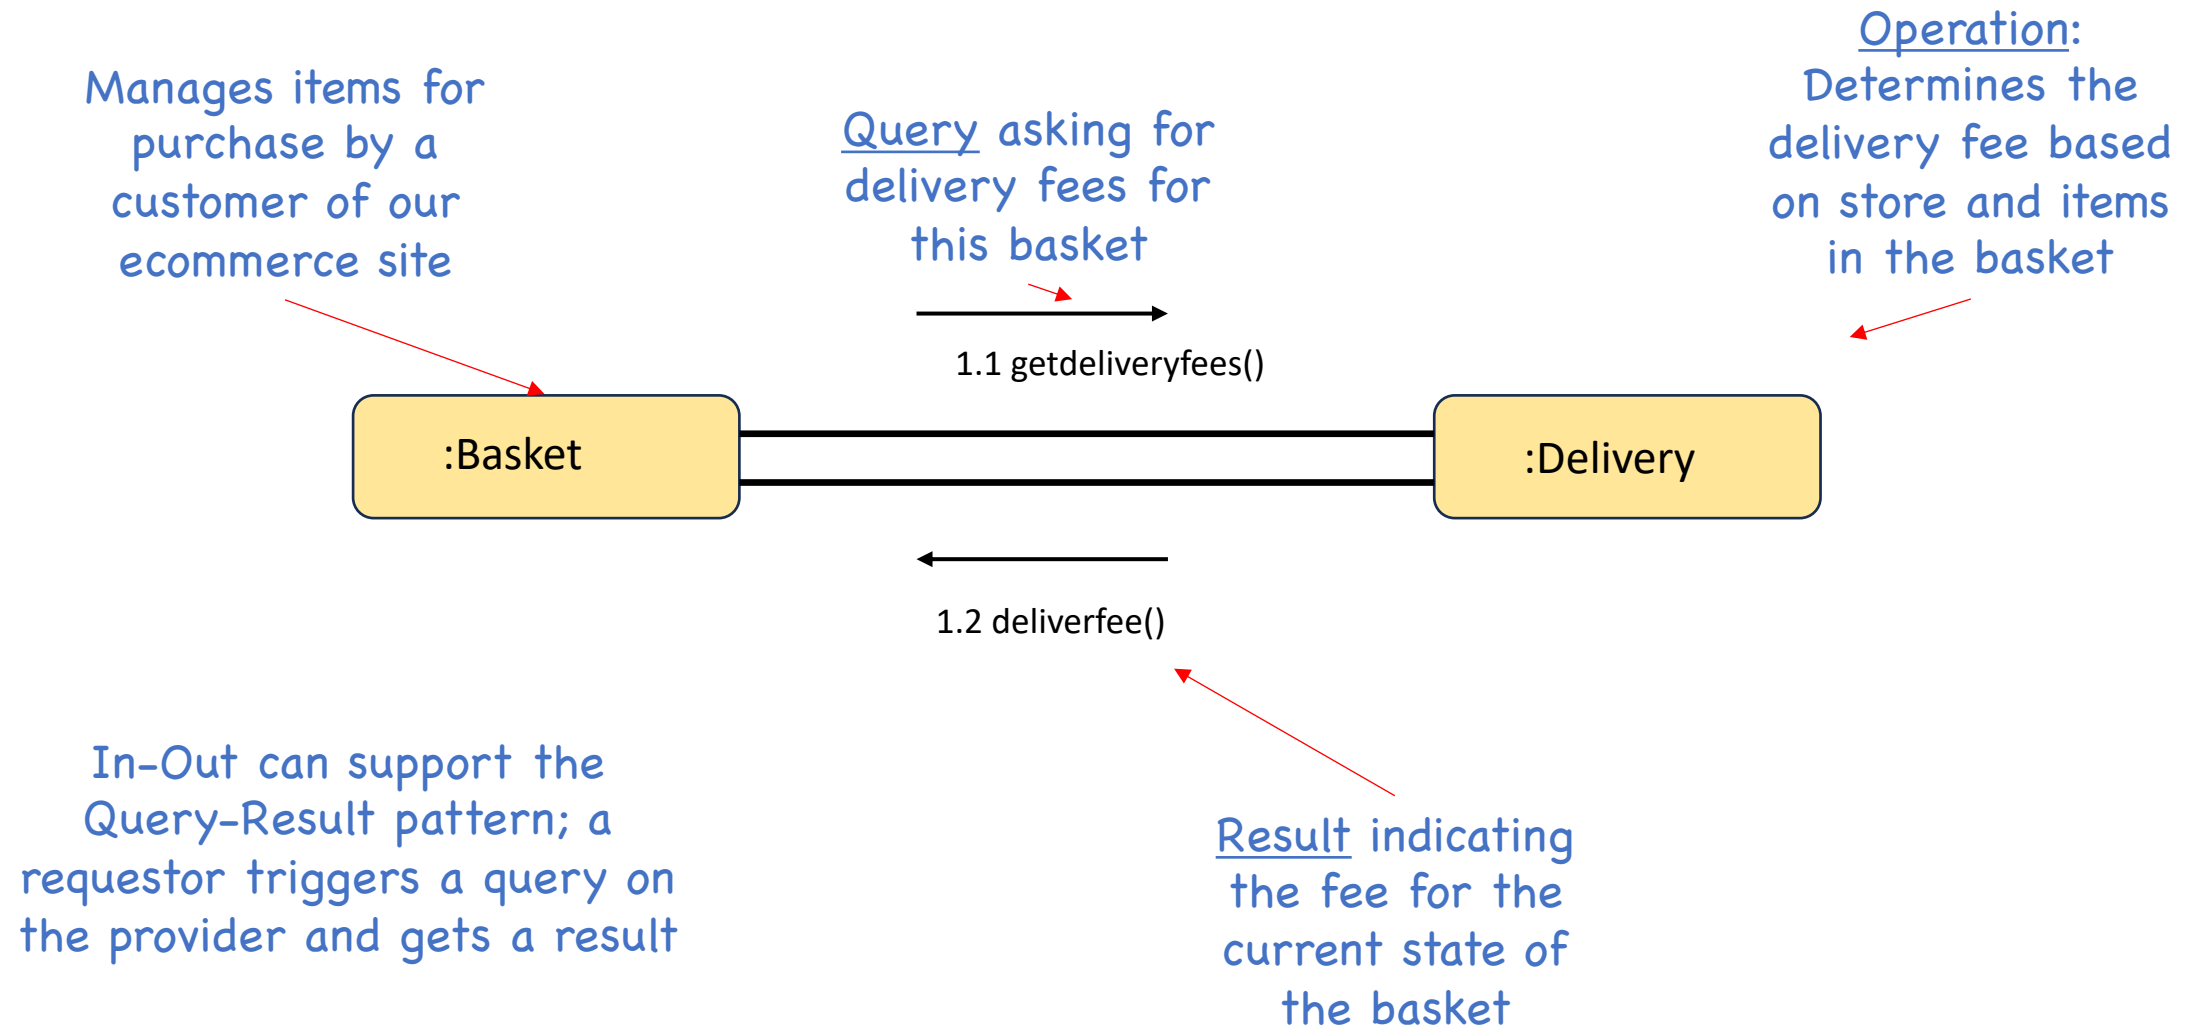 Manages items for
purchase by a
customer of our
ecommerce site
Query asking for
delivery fees for
this basket
Operation:
Determines the
delivery fee based
on store and items
in the basket
1.1 getdeliveryfees()
:Basket
:Delivery
1.2 deliverfee()
In-Out can support the
Query-Result pattern; a
requestor triggers a query on
the provider and gets a result
Result indicating
the fee for the
current state of
the basket